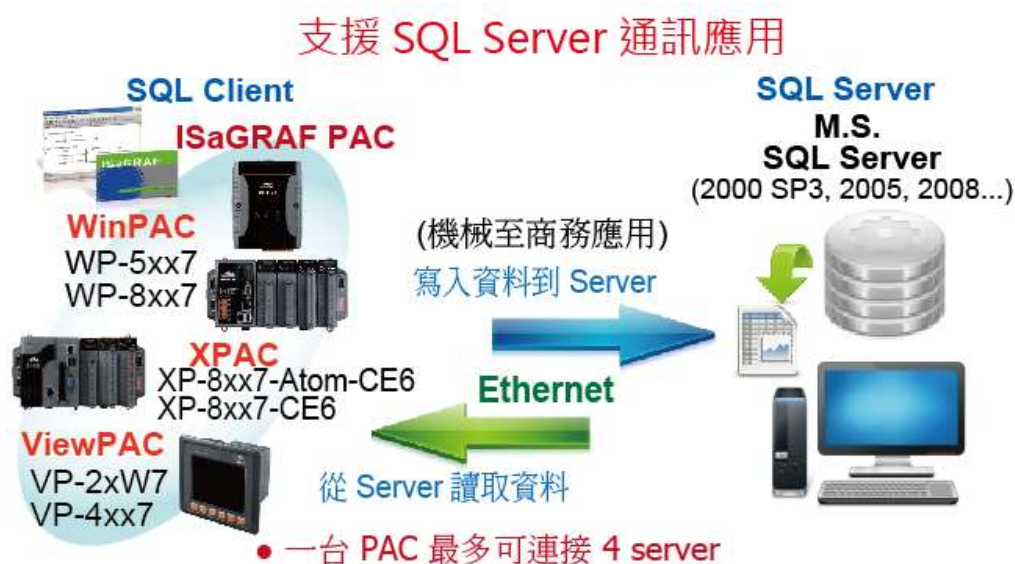 支援 SQL Server 通訊應用
SQL Client
ISaGRAF PAC
ISaGRAF
WinPAC
WP-5xx7
WP-8xx7
XPAC
XP-8xx7-Atom-CE6
XP-8xx7-CE6
ViewPAC
VP-2xW7
VP-4xx7
(機械至商務應用)
寫入資料到 Server
Ethernet
從 Server 讀取資料
SQL Server
M.S.
SQL Server
(2000 SP3, 2005, 2008...)
● 一台 PAC 最多可連接 4 server